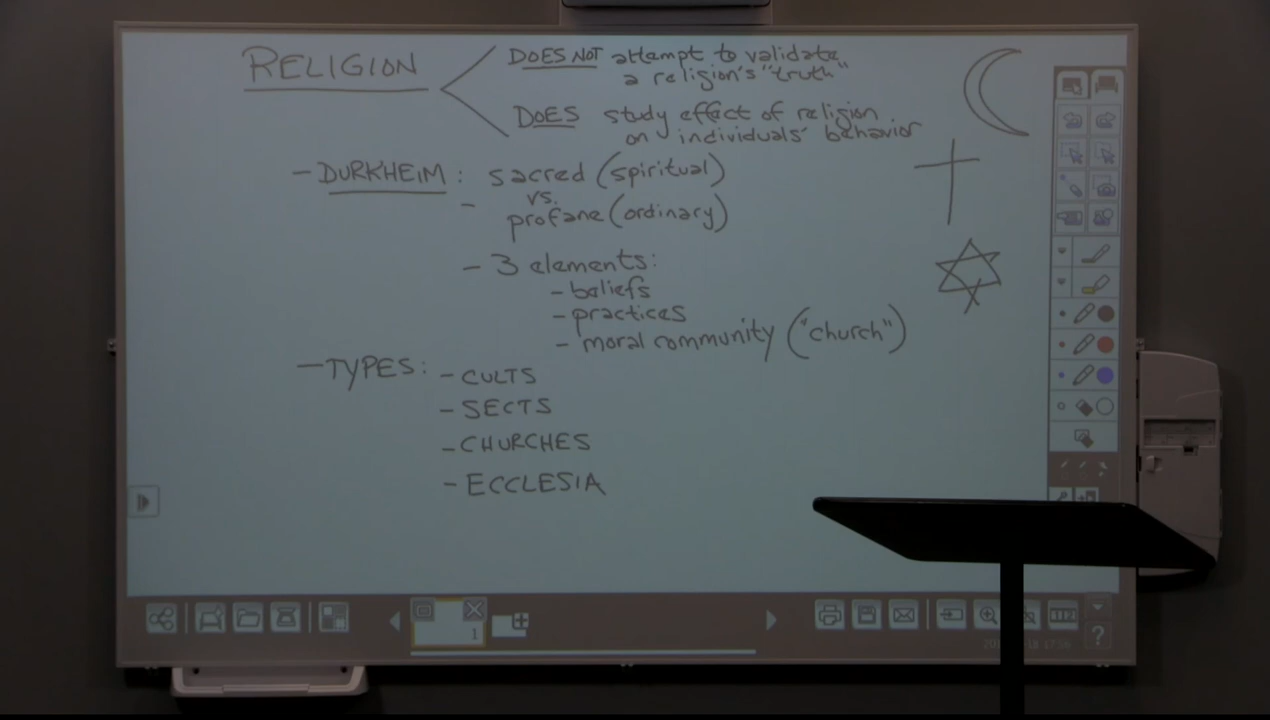 RELIGION
DOES NOT attempt to validate
a religion's "truth"
DOES study effect of religion
on individuals' behavior
- DURKHEIM: sacred (spiritual)
- vs.
profane (ordinary)
- 3 elements:
- beliefs
- practices
- moral community ("church")
- TYPES: - CULTS
- SECTS
- CHURCHES
- ECCLESIA
1
?